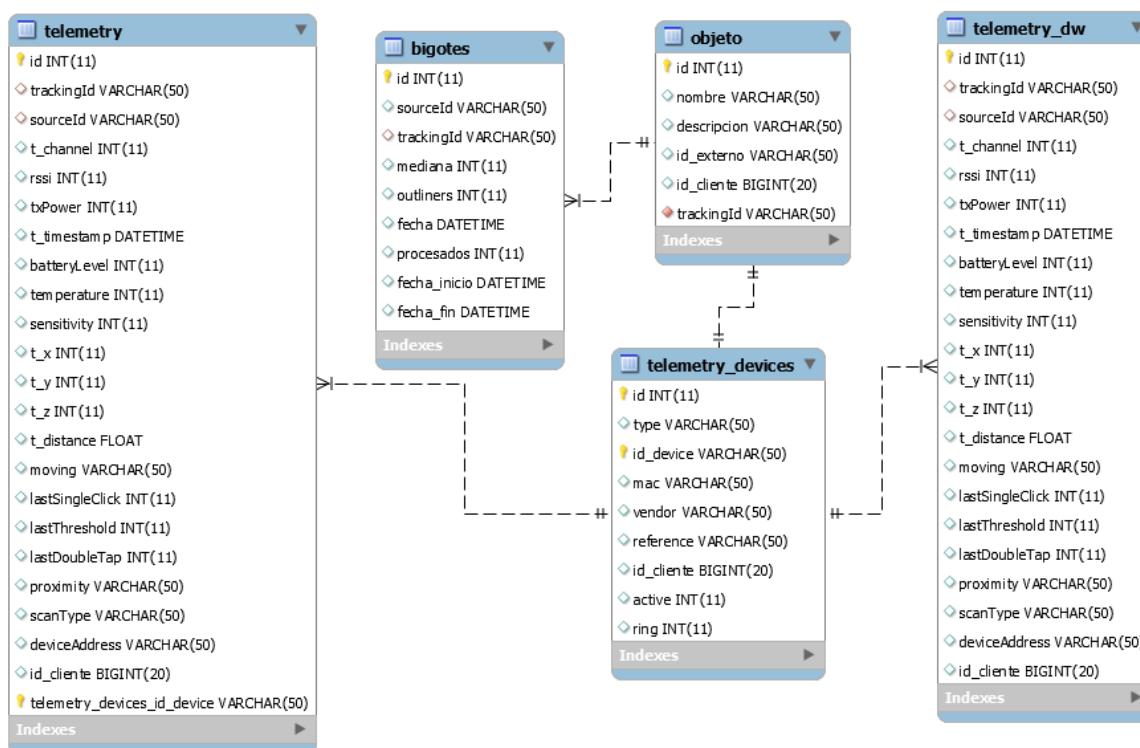 telemetry
id INT(11)
trackingId VARCHAR(50)
sourceId VARCHAR(50)
t_channel INT(11)
rssi INT(11)
txPower INT(11)
t_timestamp DATETIME
batteryLevel INT(11)
temperature INT(11)
sensitivity INT(11)
t_x INT(11)
t_y INT(11)
t_z INT(11)
t_distance FLOAT
moving VARCHAR(50)
lastSingleClick INT(11)
lastThreshold INT(11)
lastDoubleTap INT(11)
proximity VARCHAR(50)
scanType VARCHAR(50)
deviceAddress VARCHAR(50)
id_cliente BIGINT(20)
telemetry_devices_id_device VARCHAR(50)
Indexes
bigotes
id INT(11)
sourceId VARCHAR(50)
trackingId VARCHAR(50)
mediana INT(11)
outliners INT(11)
fecha DATETIME
procesados INT(11)
fecha_inicio DATETIME
fecha_fin DATETIME
Indexes
objeto
id INT(11)
nombre VARCHAR(50)
descripcion VARCHAR(50)
id_externo VARCHAR(50)
id_cliente BIGINT(20)
trackingId VARCHAR(50)
Indexes
telemetry_devices
id INT(11)
type VARCHAR(50)
id_device VARCHAR(50)
mac VARCHAR(50)
vendor VARCHAR(50)
reference VARCHAR(50)
id_cliente BIGINT(20)
active INT(11)
ring INT(11)
Indexes
telemetry_dw
id INT(11)
trackingId VARCHAR(50)
sourceId VARCHAR(50)
t_channel INT(11)
rssi INT(11)
txPower INT(11)
t_timestamp DATETIME
batteryLevel INT(11)
temperature INT(11)
sensitivity INT(11)
t_x INT(11)
t_y INT(11)
t_z INT(11)
t_distance FLOAT
moving VARCHAR(50)
lastSingleClick INT(11)
lastThreshold INT(11)
lastDoubleTap INT(11)
proximity VARCHAR(50)
scanType VARCHAR(50)
deviceAddress VARCHAR(50)
id_cliente BIGINT(20)
Indexes